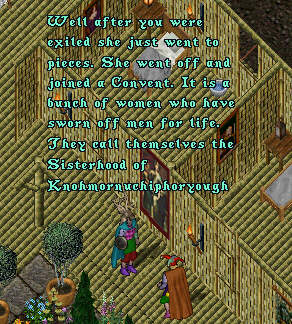 Well after you were
exiled she just went to
pieces. She went off and
joined a Convent. It is a
bunch of women who have
sworn off men for life.
They call themselves the
Sisterhood of
Knohmornuchiphoryough